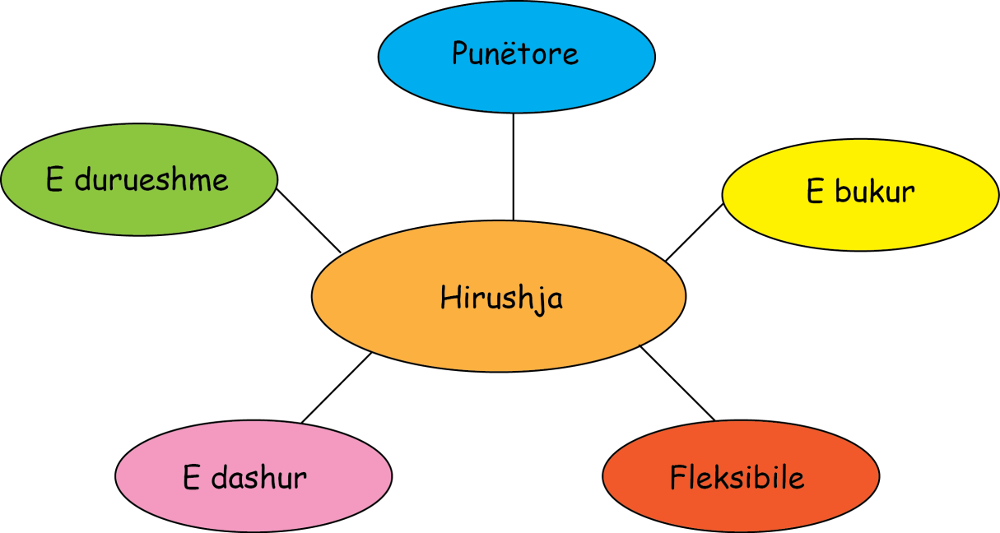 Punëtore
E durueshme
E bukur
Hirushja
E dashur
Fleksibile